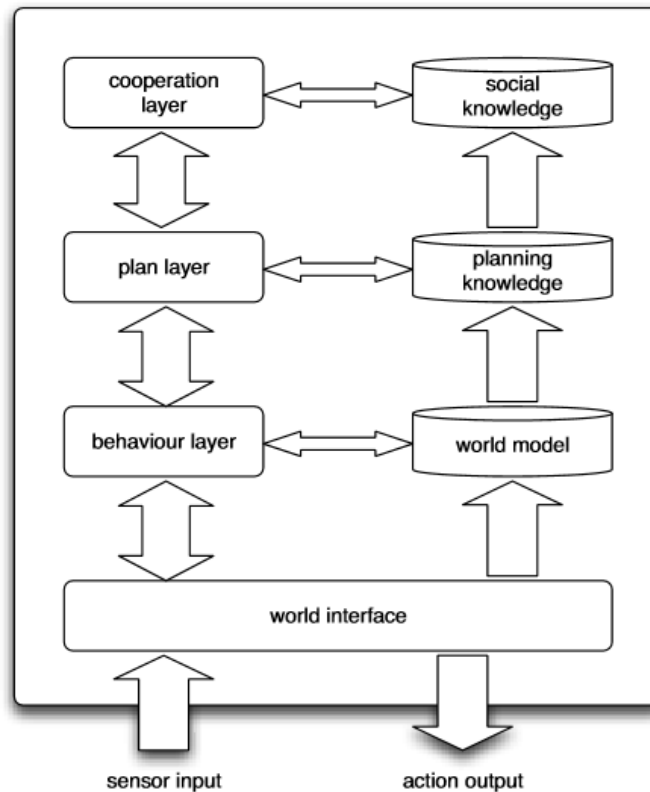 cooperation
layer
social
knowledge
plan layer
planning
knowledge
behaviour layer
world model
world interface
sensor input
action output